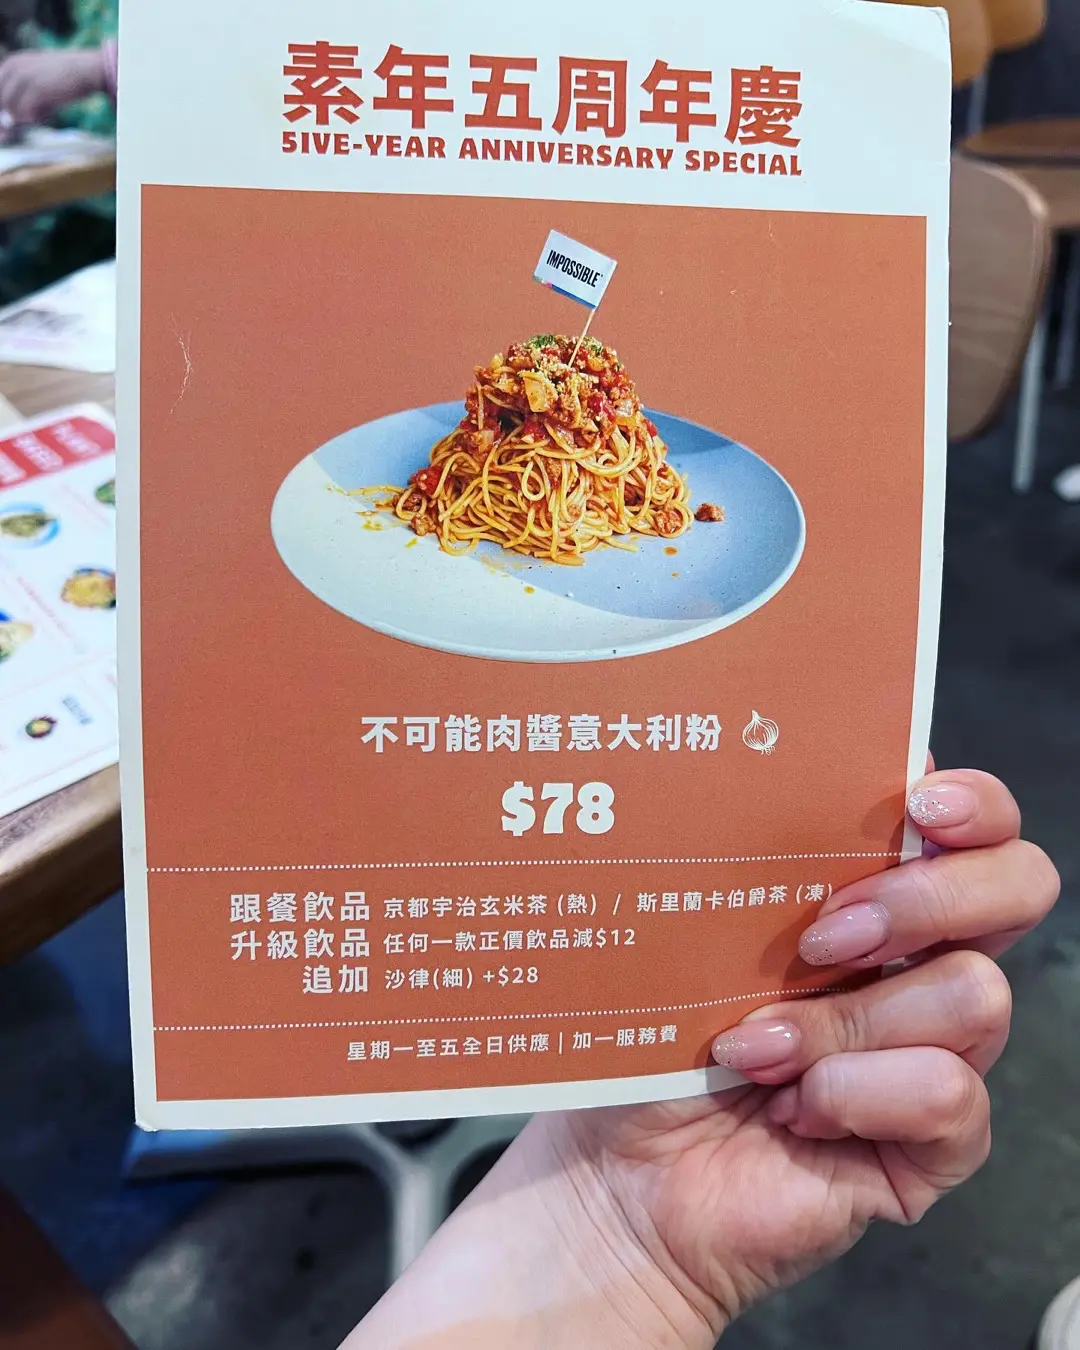 素年五周年慶
5IVE-YEAR ANNIVERSARY SPECIAL
IMPOSSIBLE™
不可能肉醬意大利粉
$78
跟餐飲品 京都宇治玄米茶 (熱) / 斯里蘭卡伯爵茶 (凍)
升級飲品 任何一款正價飲品減$12
追加 沙律(細) +$28
星期一至五全日供應 | 加一服務費